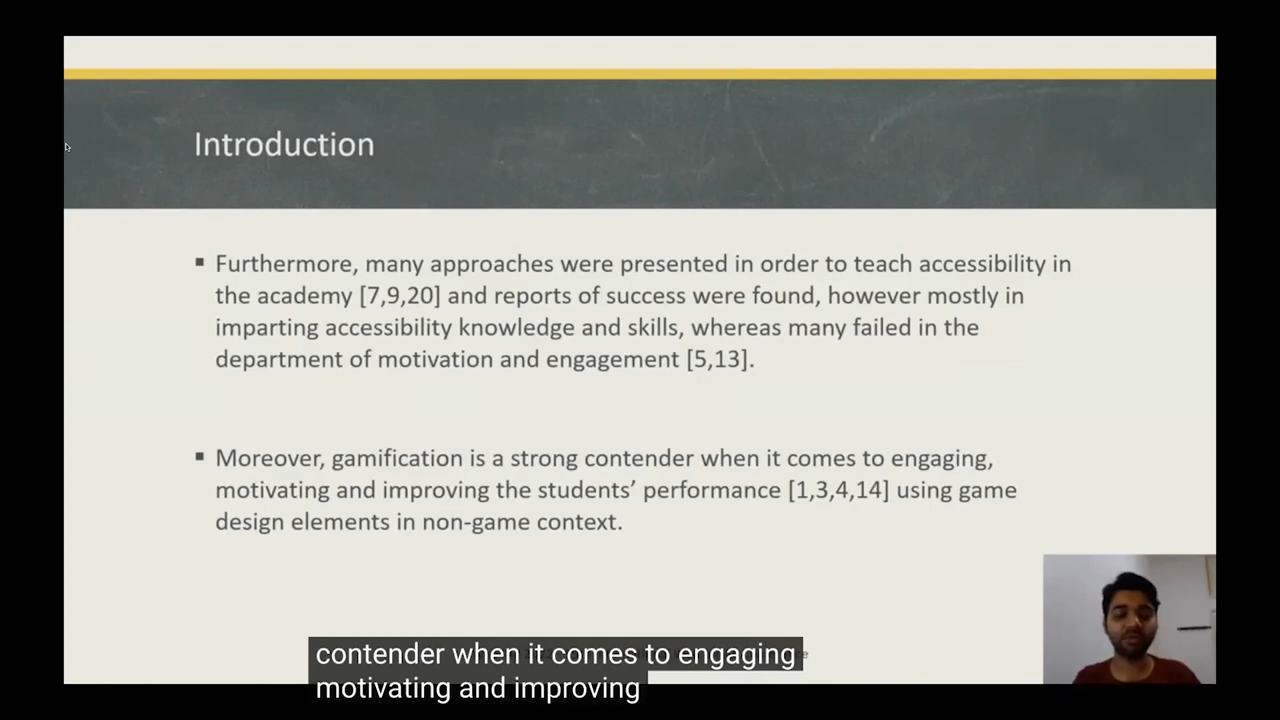 Introduction
▪ Furthermore, many approaches were presented in order to teach accessibility in
the academy [7,9,20] and reports of success were found, however mostly in
imparting accessibility knowledge and skills, whereas many failed in the
department of motivation and engagement [5,13].
▪ Moreover, gamification is a strong contender when it comes to engaging,
motivating and improving the students’ performance [1,3,4,14] using game
design elements in non-game context.
contender when it comes to engaging
motivating and improving